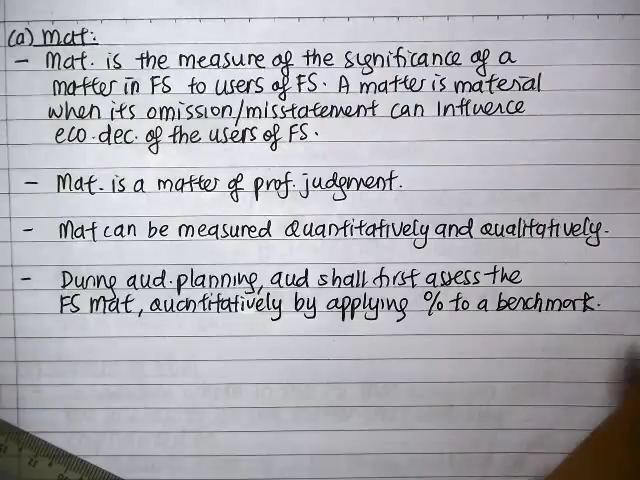 (a) Mat:
- Mat. is the measure of the significance of a
matter in FS to users of FS. A matter is material
when its omission/misstatement can influence
eco. dec. of the users of FS.
- Mat. is a matter of prof. judgment.
- Mat can be measured quantitatively and qualitatively.
- During aud. planning, aud shall first assess the
FS Mat, quantitatively by applying % to a benchmark.